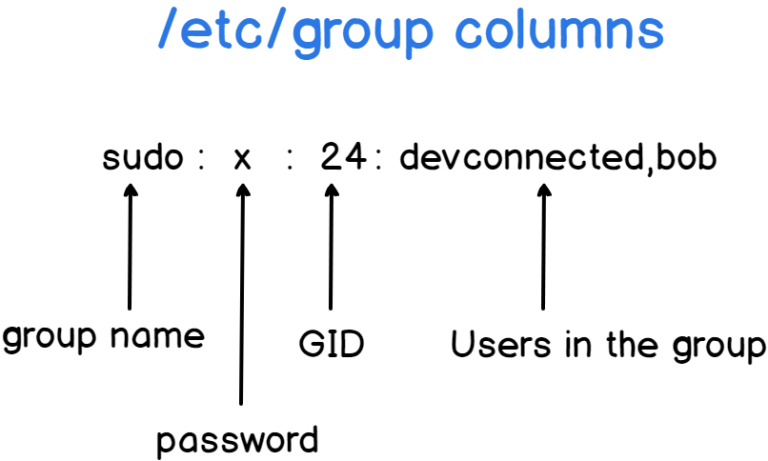 /etc/group columns
sudo : x : 24 : devconnected,bob
group name
GID
Users in the group
password